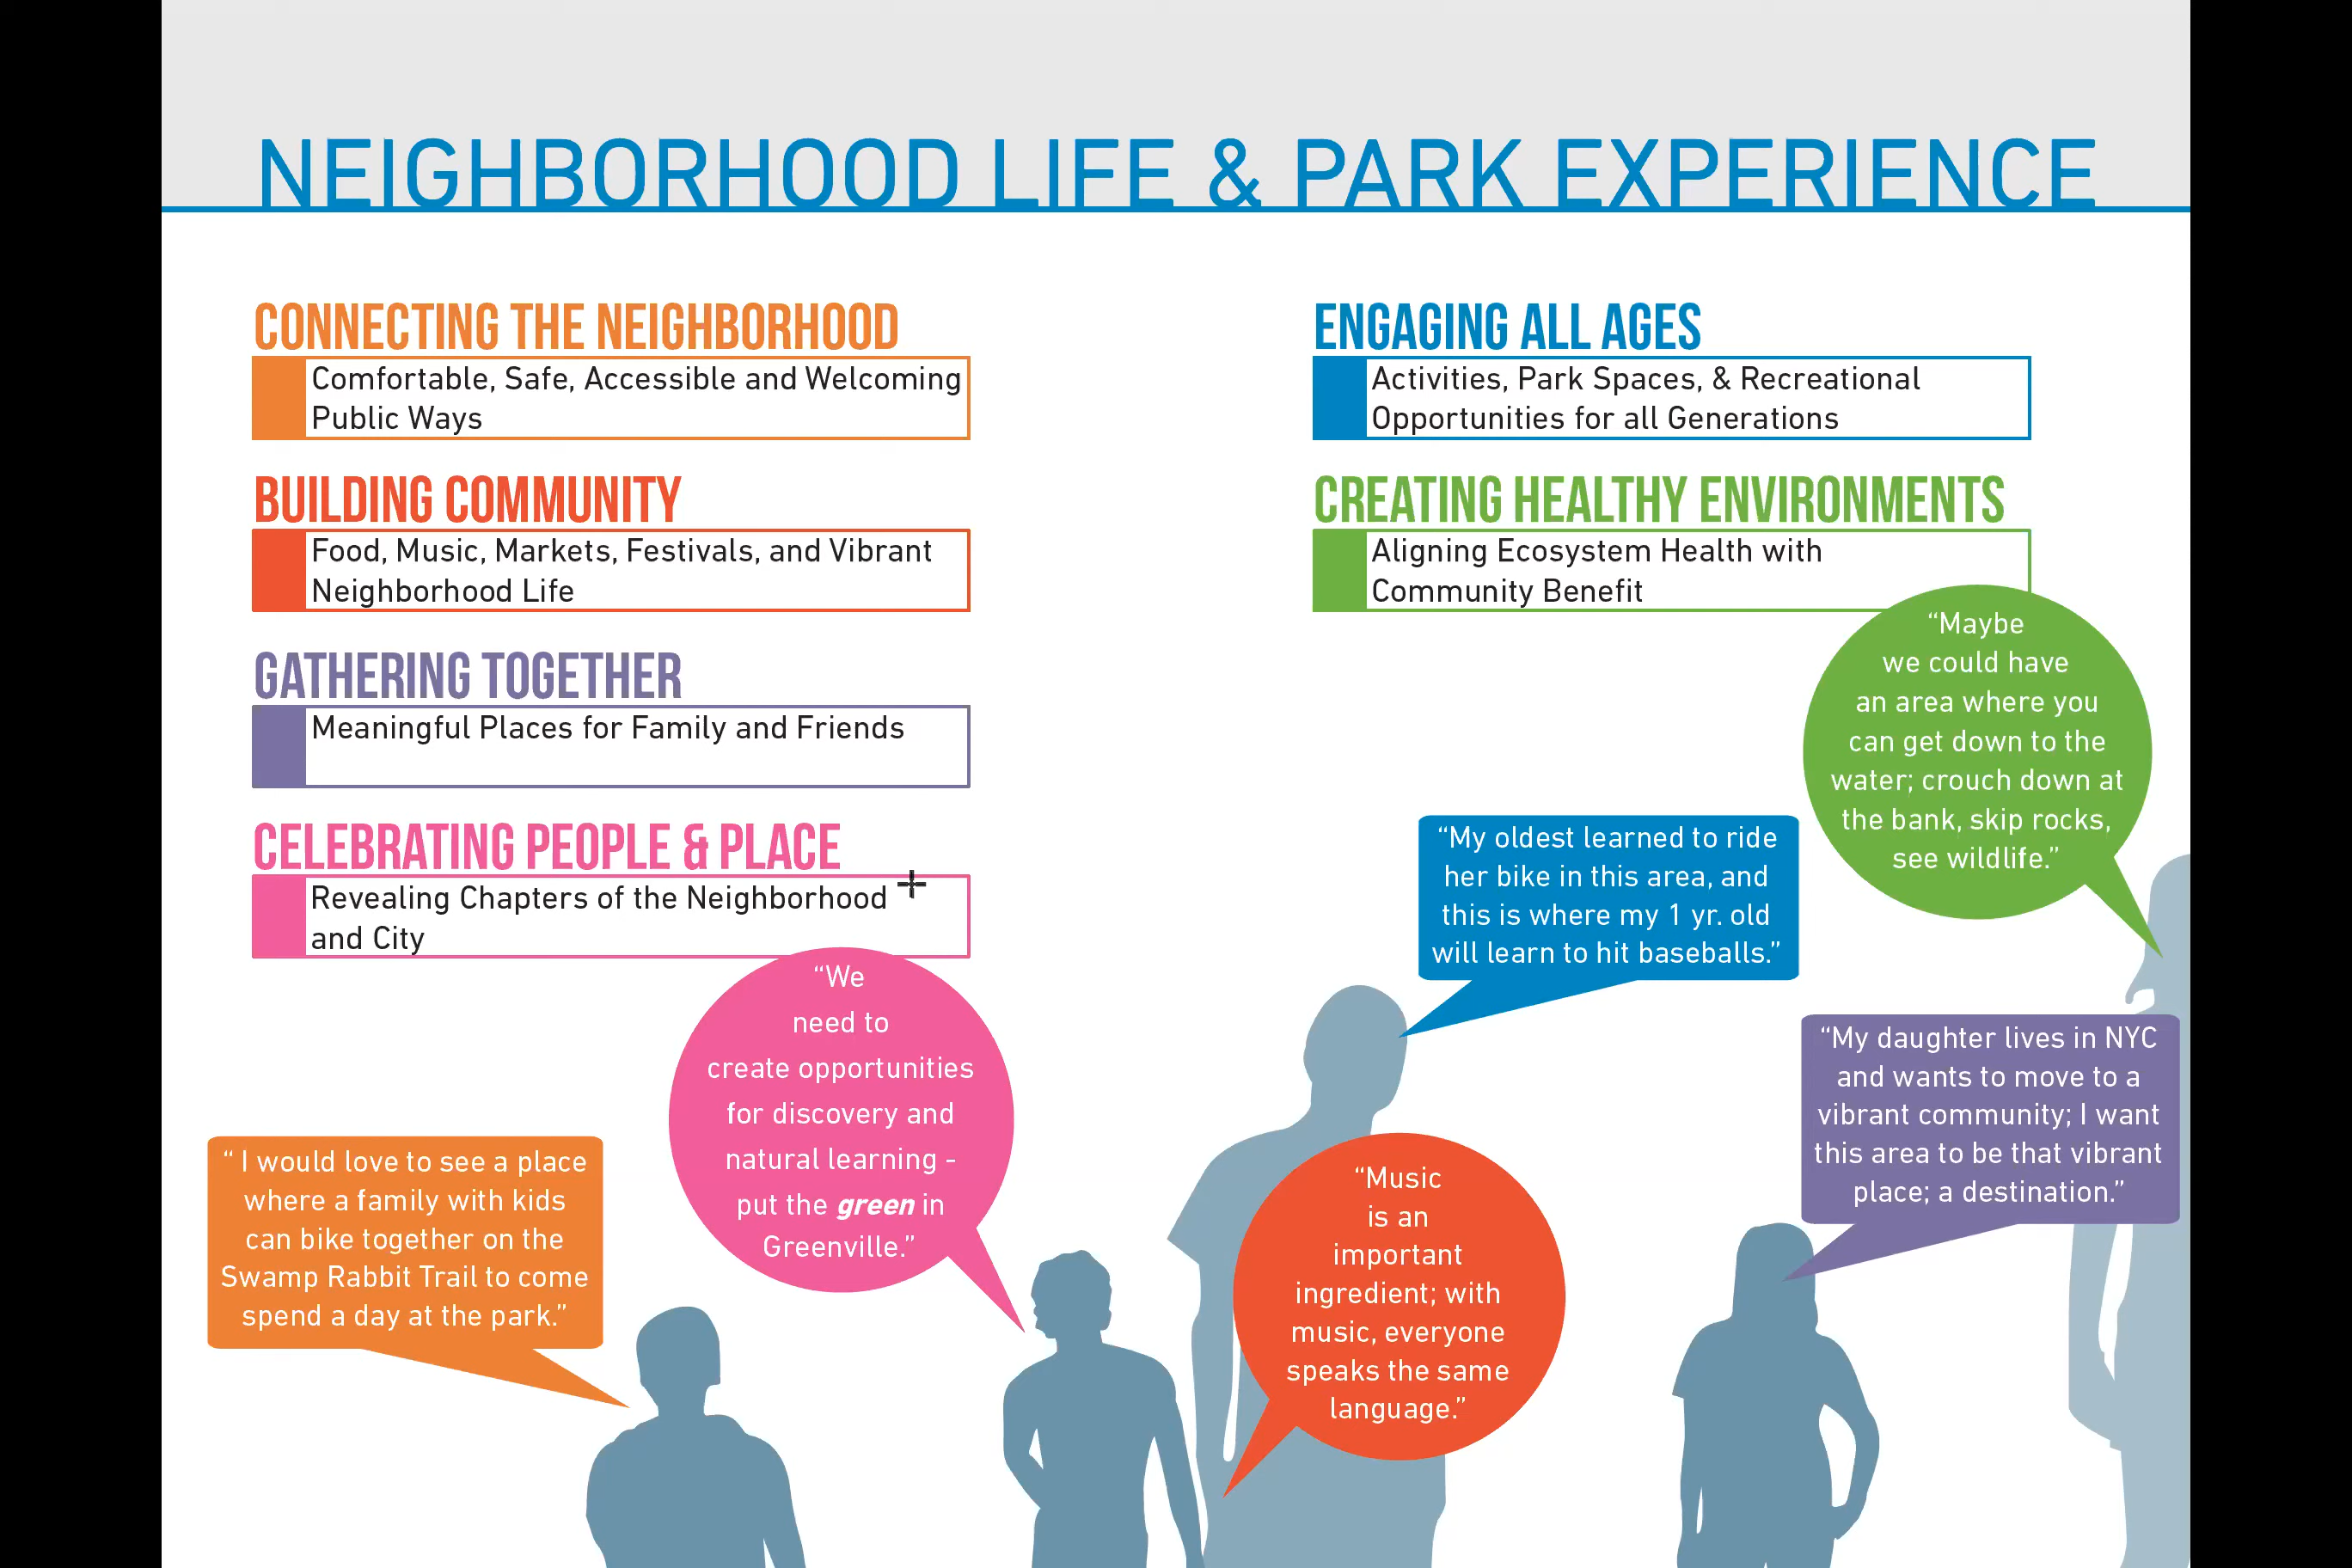 NEIGHBORHOOD LIFE & PARK EXPERIENCE
CONNECTING THE NEIGHBORHOOD
Comfortable, Safe, Accessible and Welcoming
Public Ways
BUILDING COMMUNITY
Food, Music, Markets, Festivals, and Vibrant
Neighborhood Life
GATHERING TOGETHER
Meaningful Places for Family and Friends
CELEBRATING PEOPLE & PLACE
Revealing Chapters of the Neighborhood
and City
ENGAGING ALL AGES
Activities, Park Spaces, & Recreational
Opportunities for all Generations
CREATING HEALTHY ENVIRONMENTS
Aligning Ecosystem Health with
Community Benefit
“ I would love to see a place
where a family with kids
can bike together on the
Swamp Rabbit Trail to come
spend a day at the park.”
“We
need to
create opportunities
for discovery and
natural learning -
put the green in
Greenville.”
“My oldest learned to ride
her bike in this area, and
this is where my 1 yr. old
will learn to hit baseballs.”
“Music
is an
important
ingredient; with
music, everyone
speaks the same
language.”
“Maybe
we could have
an area where you
can get down to the
water; crouch down at
the bank, skip rocks,
see wildlife.”
“My daughter lives in NYC
and wants to move to a
vibrant community; I want
this area to be that vibrant
place; a destination.”